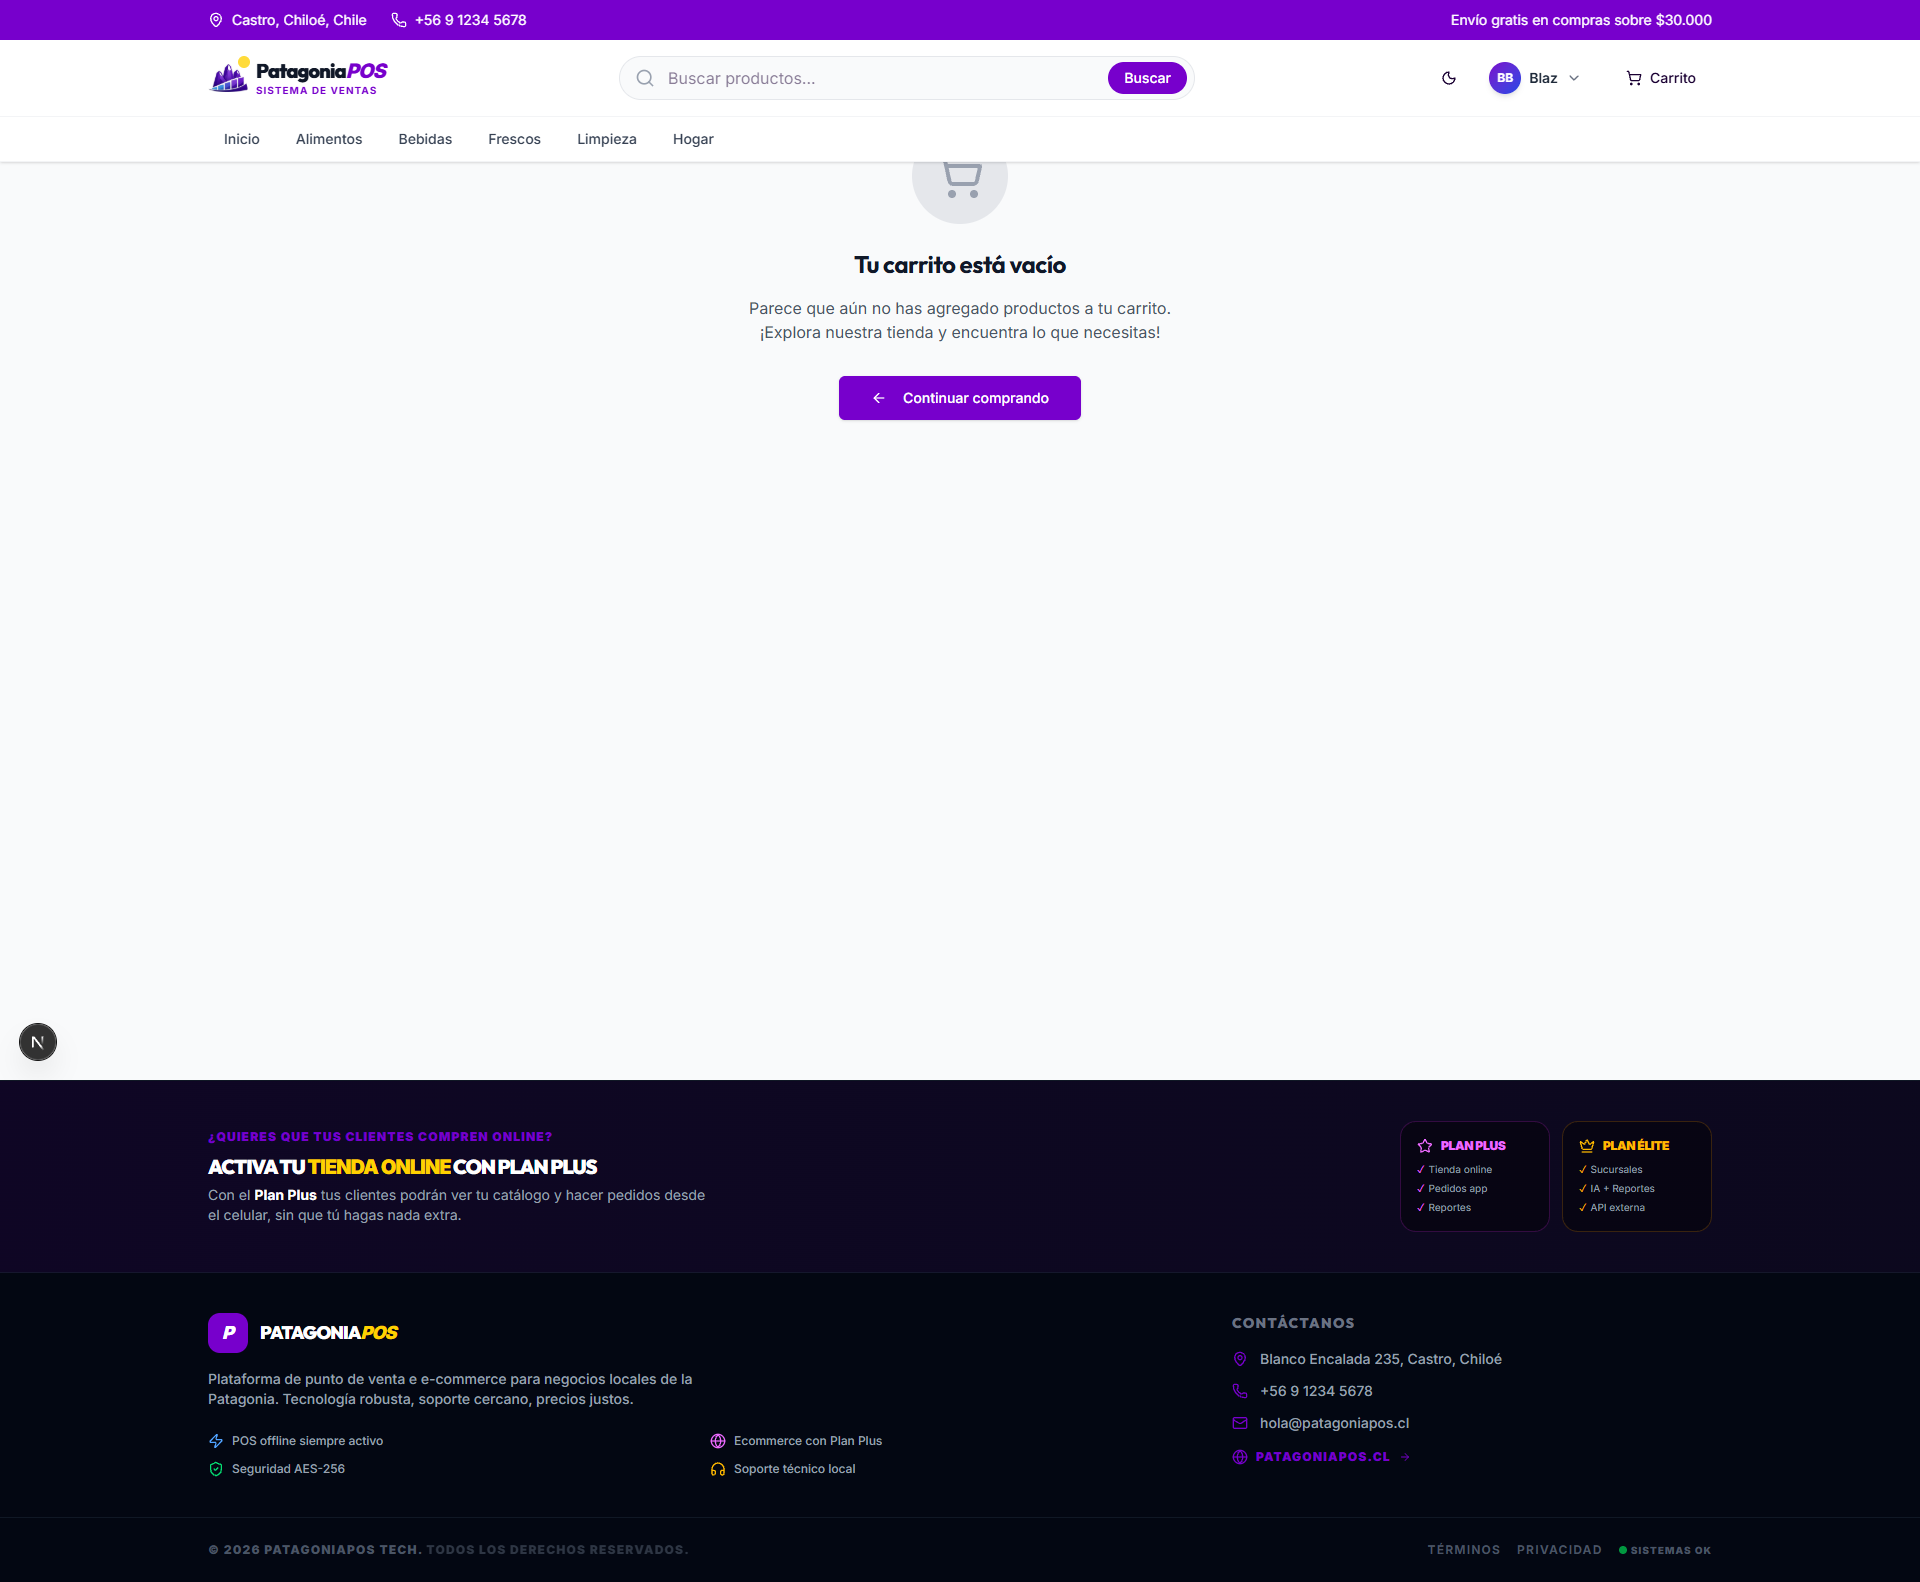 Castro, Chiloé, Chile
+56 9 1234 5678
Envío gratis en compras sobre $30.000
PatagoniaPOS
SISTEMA DE VENTAS
Buscar productos...
Buscar
BB
Blaz
Carrito
Inicio
Alimentos
Bebidas
Frescos
Limpieza
Hogar
Tu carrito está vacío
Parece que aún no has agregado productos a tu carrito.
¡Explora nuestra tienda y encuentra lo que necesitas!
Continuar comprando
N
¿QUIERES QUE TUS CLIENTES COMPREN ONLINE?
ACTIVA TU TIENDA ONLINE CON PLAN PLUS
Con el Plan Plus tus clientes podrán ver tu catálogo y hacer pedidos desde
el celular, sin que tú hagas nada extra.
PLAN PLUS
✓ Tienda online
✓ Pedidos app
✓ Reportes
PLAN ÉLITE
✓ Sucursales
✓ IA + Reportes
✓ API externa
P
PATAGONIAPOS
Plataforma de punto de venta e e-commerce para negocios locales de la
Patagonia. Tecnología robusta, soporte cercano, precios justos.
POS offline siempre activo
Ecommerce con Plan Plus
Seguridad AES-256
Soporte técnico local
CONTÁCTANOS
Blanco Encalada 235, Castro, Chiloé
+56 9 1234 5678
hola@patagoniapos.cl
PATAGONIAPOS.CL
© 2026 PATAGONIAPOS TECH. TODOS LOS DERECHOS RESERVADOS.
TÉRMINOS
PRIVACIDAD
SISTEMAS OK